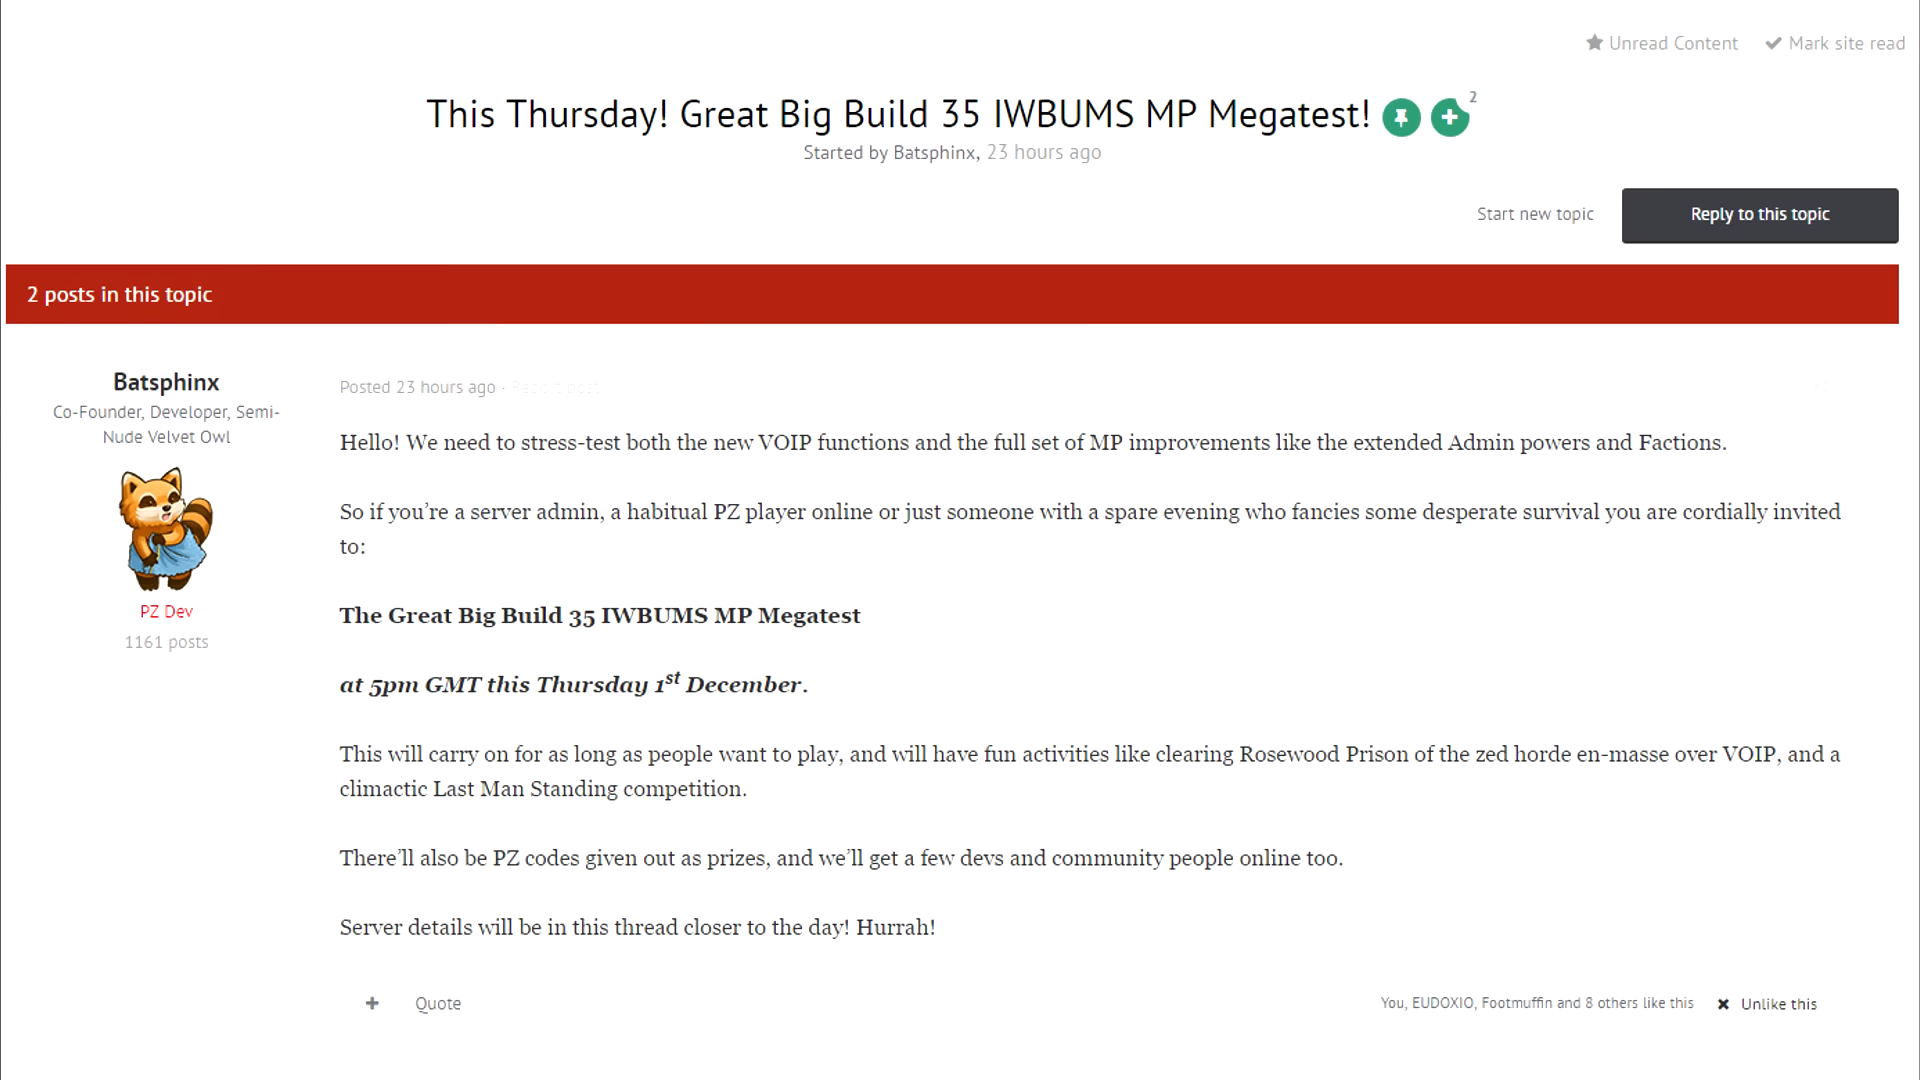 Unread Content
Mark site read
This Thursday! Great Big Build 35 IWBUMS MP Megatest!
2
Started by Batsphinx, 23 hours ago
Start new topic
Reply to this topic
2 posts in this topic
Batsphinx
Co-Founder, Developer, Semi-
Nude Velvet Owl
PZ Dev
1161 posts
Posted 23 hours ago ·
Hello! We need to stress-test both the new VOIP functions and the full set of MP improvements like the extended Admin powers and Factions.
So if you’re a server admin, a habitual PZ player online or just someone with a spare evening who fancies some desperate survival you are cordially invited
to:
The Great Big Build 35 IWBUMS MP Megatest
at 5pm GMT this Thursday 1st December.
This will carry on for as long as people want to play, and will have fun activities like clearing Rosewood Prison of the zed horde en-masse over VOIP, and a
climactic Last Man Standing competition.
There’ll also be PZ codes given out as prizes, and we’ll get a few devs and community people online too.
Server details will be in this thread closer to the day! Hurrah!
Quote
You, EUDOXIO, Footmuffin and 8 others like this
Unlike this